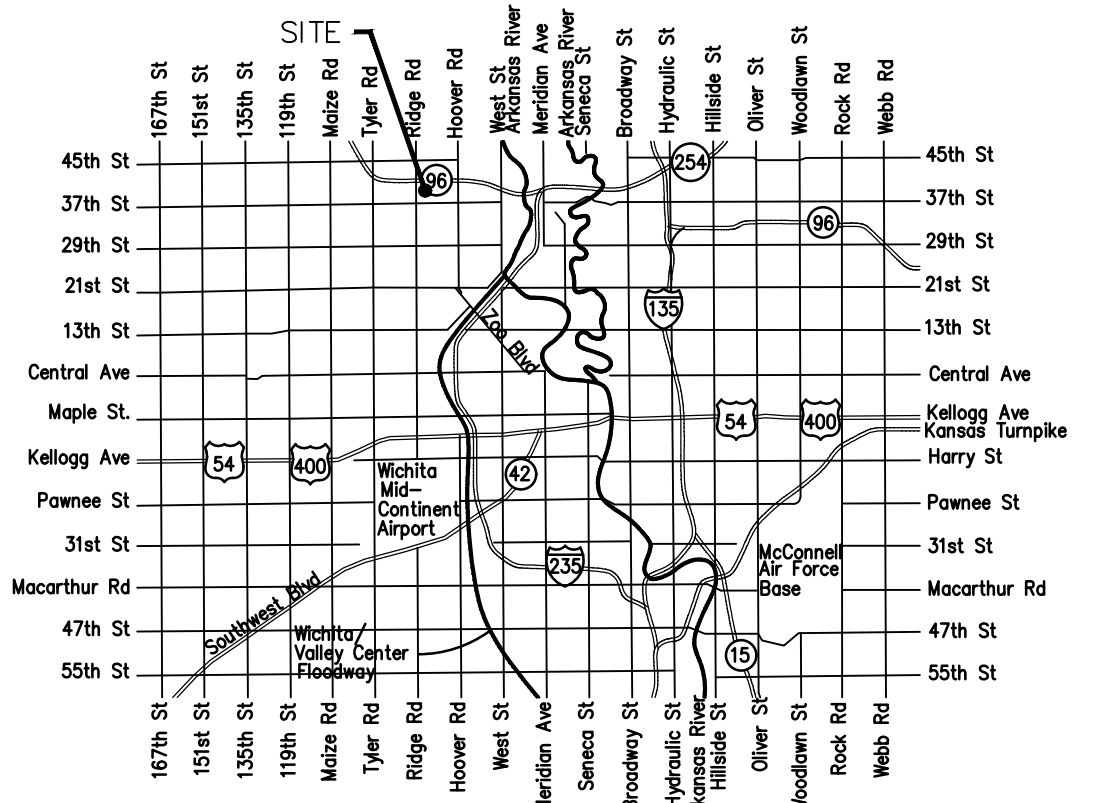 SITE
167th St
151st St
135th St
119th St
Maize Rd
Tyler Rd
Ridge Rd
Hoover Rd
West St
Arkansas River
Meridian Ave
Arkansas River
Seneca St
Broadway St
Hydraulic St
Hillside St
Oliver St
Woodlawn St
Rock Rd
Webb Rd
45th St
254
45th St
96
37th St
37th St
96
29th St
29th St
21st St
21st St
135
13th St
Zoo Blvd
13th St
Central Ave
Central Ave
Maple St.
54
400
Kellogg Ave
Kansas Turnpike
Kellogg Ave
54
400
Harry St
Wichita
Mid-
Continent
Airport
42
Pawnee St
Pawnee St
31st St
31st St
235
McConnell
Air Force
Base
Macarthur Rd
Macarthur Rd
Southwest Blvd
47th St
47th St
Wichita/
Valley Center
Floodway
15
55th St
55th St
167th St
151st St
135th St
119th St
Maize Rd
Tyler Rd
Ridge Rd
Hoover Rd
West St
Meridian Ave
Seneca St
Broadway St
Hydraulic St
kansas River
Hillside St
Oliver St
Woodlawn St
Rock Rd
Webb Rd